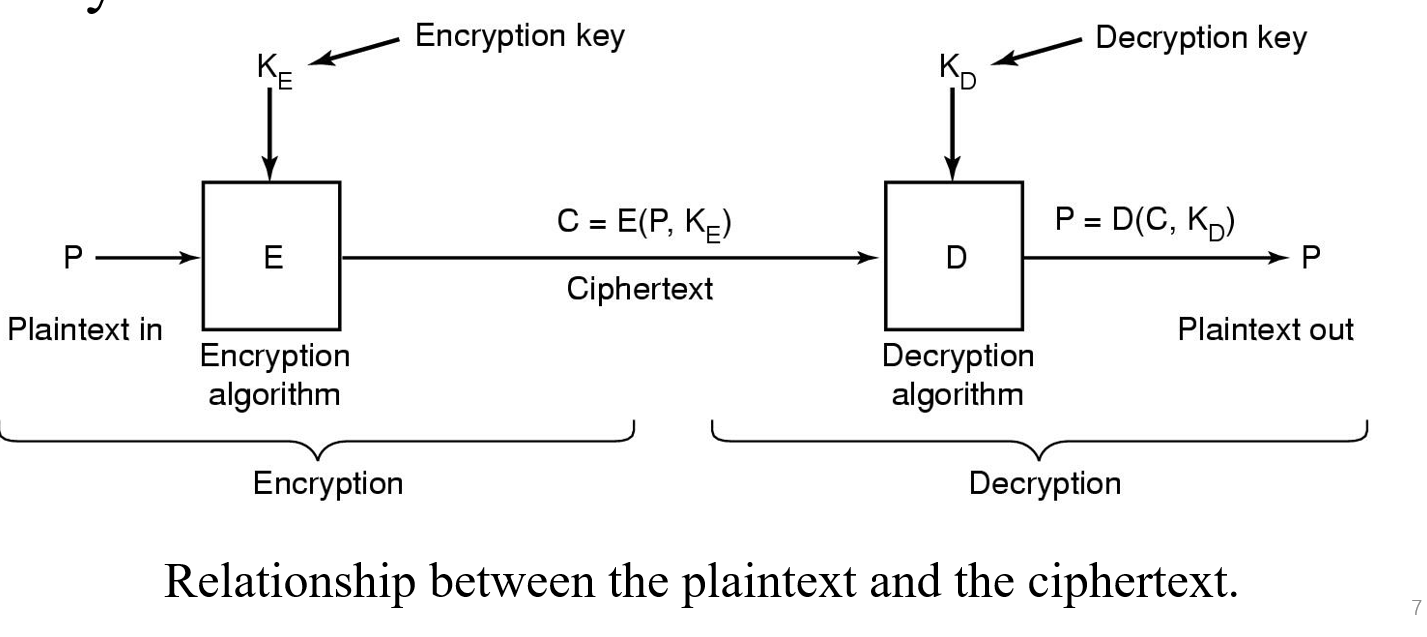 Encryption key
Decryption key
K_E
K_D
C = E(P, K_E)
P = D(C, K_D)
P
E
D
P
Ciphertext
Plaintext in
Plaintext out
Encryption
algorithm
Decryption
algorithm
Encryption
Decryption
Relationship between the plaintext and the ciphertext.
7